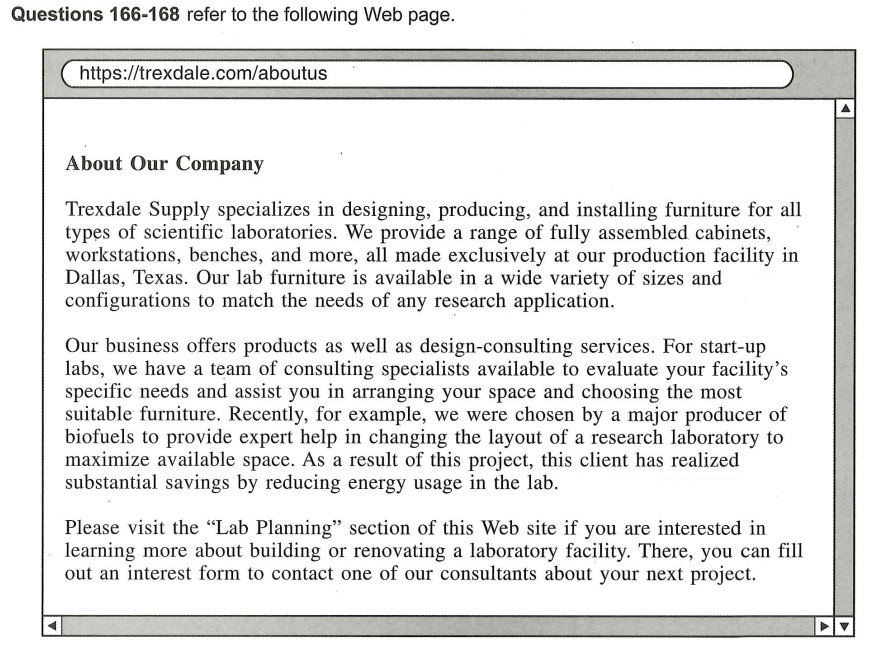 Questions 166-168 refer to the following Web page.
https://trexdale.com/aboutus
About Our Company
Trexdale Supply specializes in designing, producing, and installing furniture for all
types of scientific laboratories. We provide a range of fully assembled cabinets,
workstations, benches, and more, all made exclusively at our production facility in
Dallas, Texas. Our lab furniture is available in a wide variety of sizes and
configurations to match the needs of any research application.
Our business offers products as well as design-consulting services. For start-up
labs, we have a team of consulting specialists available to evaluate your facility's
specific needs and assist you in arranging your space and choosing the most
suitable furniture. Recently, for example, we were chosen by a major producer of
biofuels to provide expert help in changing the layout of a research laboratory to
maximize available space. As a result of this project, this client has realized
substantial savings by reducing energy usage in the lab.
Please visit the “Lab Planning” section of this Web site if you are interested in
learning more about building or renovating a laboratory facility. There, you can fill
out an interest form to contact one of our consultants about your next project.